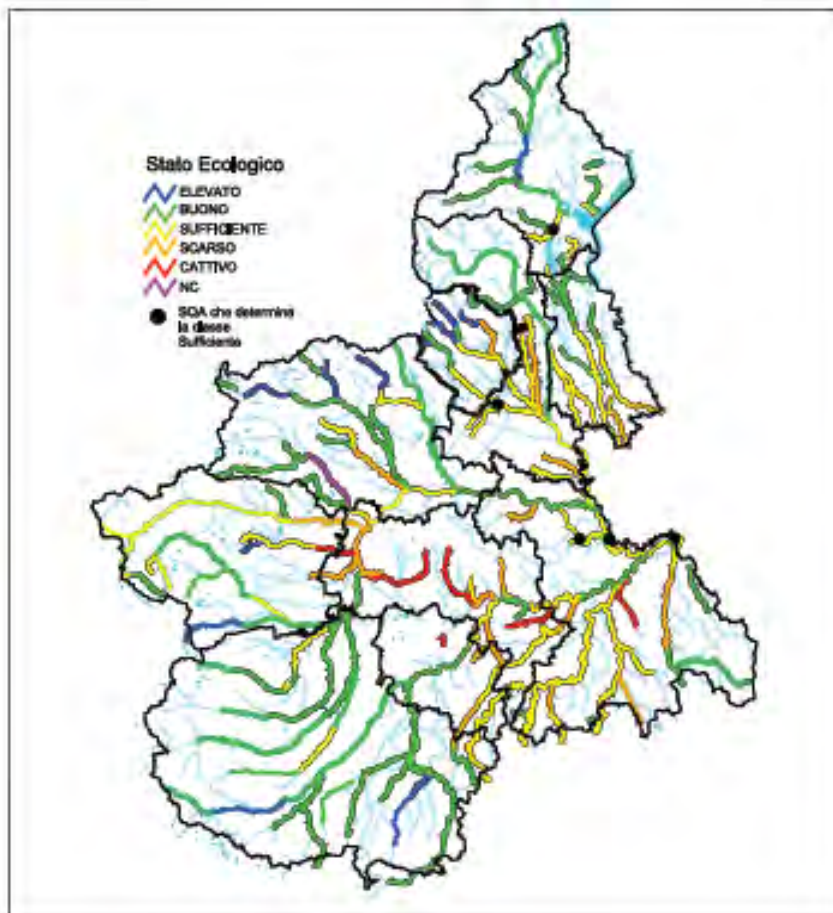 Stato Ecologico
ELEVATO
BUONO
SUFFICIENTE
SCARSO
CATTIVO
NC
SQA che determina
la classe
Sufficiente